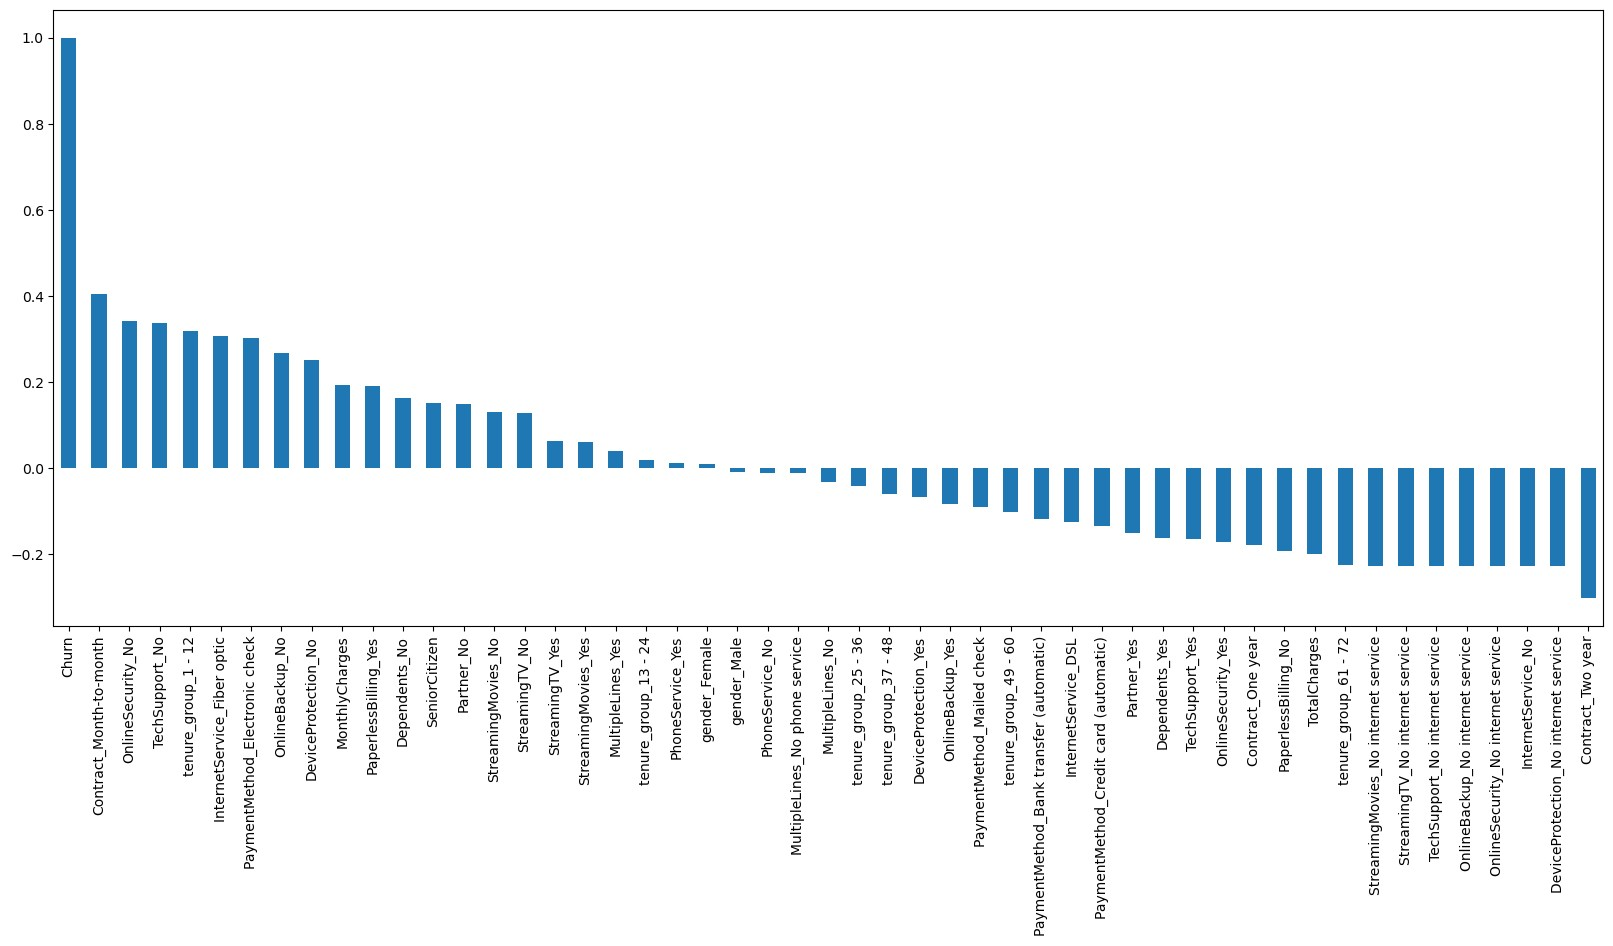 1.0
0.8
0.6
0.4
0.2
0.0
−0.2
Churn
Contract_Month-to-month
OnlineSecurity_No
TechSupport_No
tenure_group_1 - 12
InternetService_Fiber optic
PaymentMethod_Electronic check
OnlineBackup_No
DeviceProtection_No
MonthlyCharges
PaperlessBilling_Yes
Dependents_No
SeniorCitizen
Partner_No
StreamingMovies_No
StreamingTV_No
StreamingTV_Yes
StreamingMovies_Yes
MultipleLines_Yes
tenure_group_13 - 24
PhoneService_Yes
gender_Female
gender_Male
PhoneService_No
MultipleLines_No phone service
MultipleLines_No
tenure_group_25 - 36
tenure_group_37 - 48
DeviceProtection_Yes
OnlineBackup_Yes
PaymentMethod_Mailed check
tenure_group_49 - 60
PaymentMethod_Bank transfer (automatic)
InternetService_DSL
PaymentMethod_Credit card (automatic)
Partner_Yes
Dependents_Yes
TechSupport_Yes
OnlineSecurity_Yes
Contract_One year
PaperlessBilling_No
TotalCharges
tenure_group_61 - 72
StreamingMovies_No internet service
StreamingTV_No internet service
TechSupport_No internet service
OnlineBackup_No internet service
OnlineSecurity_No internet service
InternetService_No
DeviceProtection_No internet service
Contract_Two year